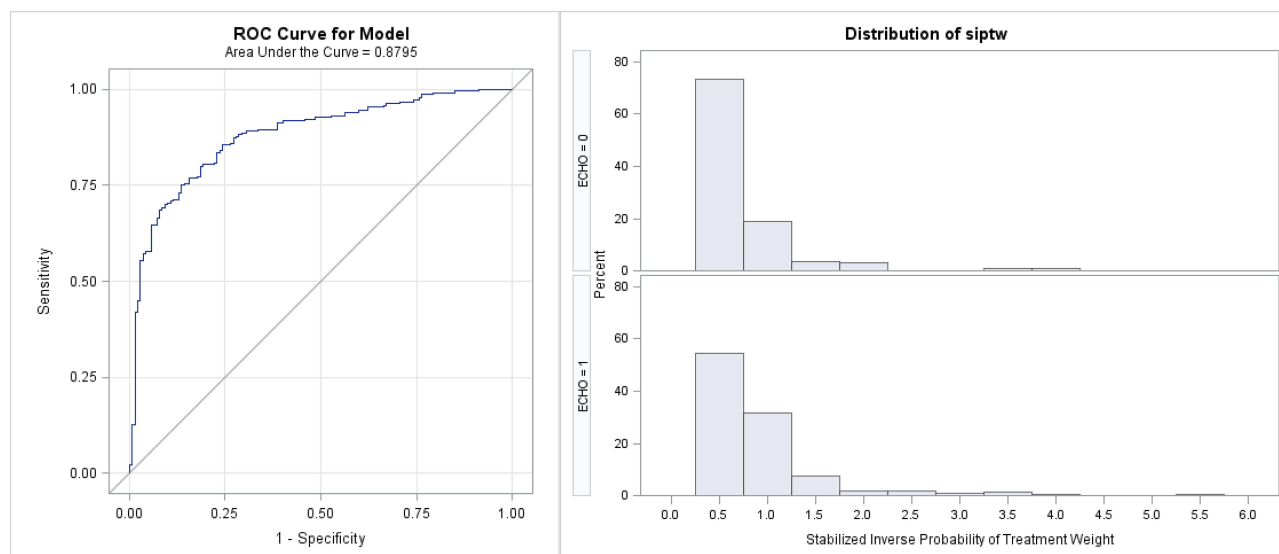 ROC Curve for Model
Area Under the Curve = 0.8795
1.00
0.75
0.50
0.25
0.00
Sensitivity
0.00 0.25 0.50 0.75 1.00
1 - Specificity
Distribution of siptw
ECHO = 0
80
60
40
20
0
Percent
ECHO = 1
80
60
40
20
0
0.0 0.5 1.0 1.5 2.0 2.5 3.0 3.5 4.0 4.5 5.0 5.5 6.0
Stabilized Inverse Probability of Treatment Weight